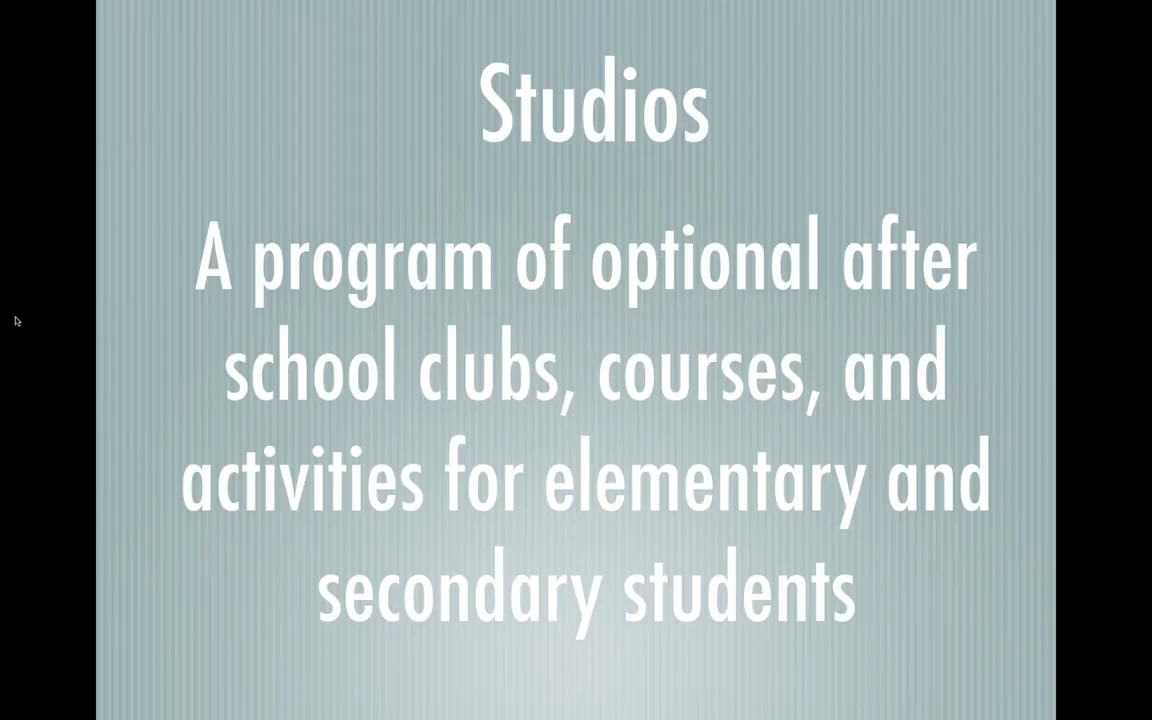 Studios
A program of optional after
school clubs, courses, and
activities for elementary and
secondary students